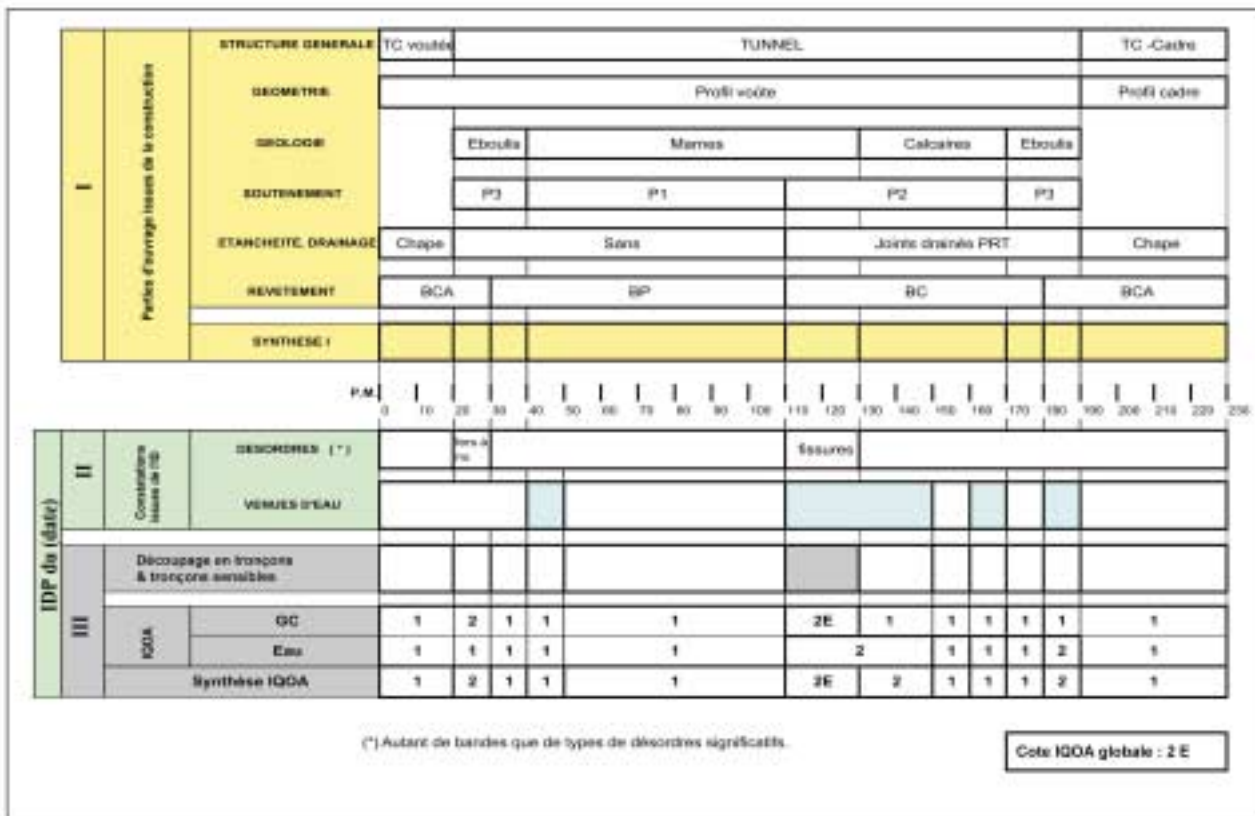 STRUCTURE GENERALE TC voutée TUNNEL TC -Cadre
GEOMETRIE Profil voûte Profil cadre
GEOLOGIE Eboulis Marnes Calcaires Eboulis
I
Parties d'ouvrage issues de la construction
SOUTENEMENT P3 P1 P2 P3
ETANCHEITE, DRAINAGE Chape Sans Joints drainés PRT Chape
REVETEMENT BCA BP BC BCA
SYNTHESE I
P.M.
0 10 20 30 40 50 60 70 80 90 100 110 120 130 140 150 160 170 180 190 200 210 220 230
IDP du (date)
II
Constatations issues de l'ID
DESORDRES (*) fers à fissures
VENUES D'EAU
III
Découpage en tronçons
& tronçons sensibles
IQOA
GC 1 2 1 1 1 2E 1 1 1 1 1 1
Eau 1 1 1 1 1 2 1 1 1 2 1
Synthèse IQOA 1 2 1 1 1 2E 2 1 1 1 2 1
(*) Autant de bandes que de types de désordres significatifs.
Cote IQOA globale : 2 E